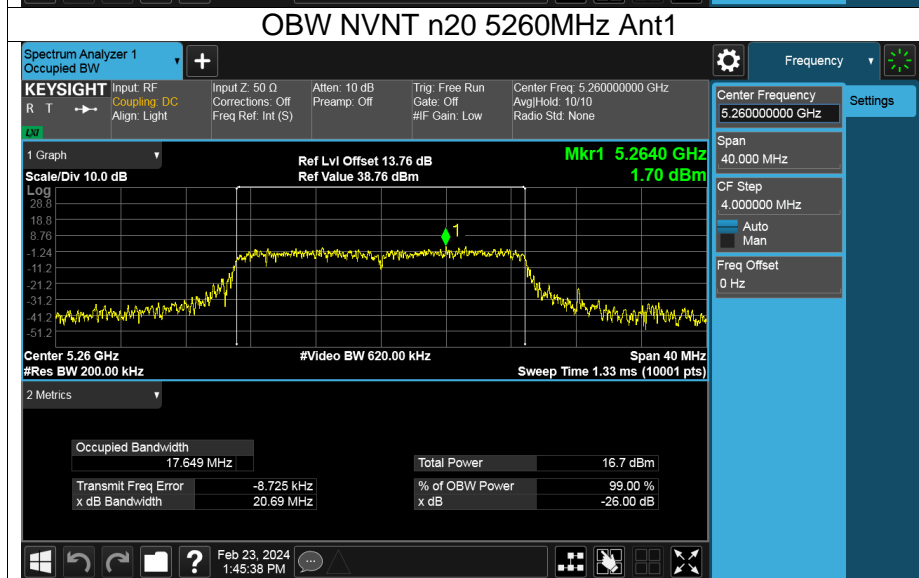 OBW NVNT n20 5260MHz Ant1
Spectrum Analyzer 1
Occupied BW
+
Frequency
KEYSIGHT
R T
LXI
Input: RF
Coupling: DC
Align: Light
Input Z: 50 Ω
Corrections: Off
Freq Ref: Int (S)
Atten: 10 dB
Preamp: Off
Trig: Free Run
Gate: Off
#IF Gain: Low
Center Freq: 5.260000000 GHz
Avg|Hold: 10/10
Radio Std: None
Center Frequency
5.260000000 GHz
Settings
Span
40.000 MHz
CF Step
4.000000 MHz
Auto
Man
Freq Offset
0 Hz
1 Graph
Ref Lvl Offset 13.76 dB
Mkr1 5.2640 GHz
Scale/Div 10.0 dB
Ref Value 38.76 dBm
1.70 dBm
Log
28.8
18.8
8.76
-1.24
-11.2
-21.2
-31.2
-41.2
-51.2
1
Center 5.26 GHz
#Video BW 620.00 kHz
Span 40 MHz
#Res BW 200.00 kHz
Sweep Time 1.33 ms (10001 pts)
2 Metrics
Occupied Bandwidth
17.649 MHz
Total Power 16.7 dBm
Transmit Freq Error -8.725 kHz
% of OBW Power 99.00 %
x dB Bandwidth 20.69 MHz
x dB -26.00 dB
?
Feb 23, 2024
1:45:38 PM